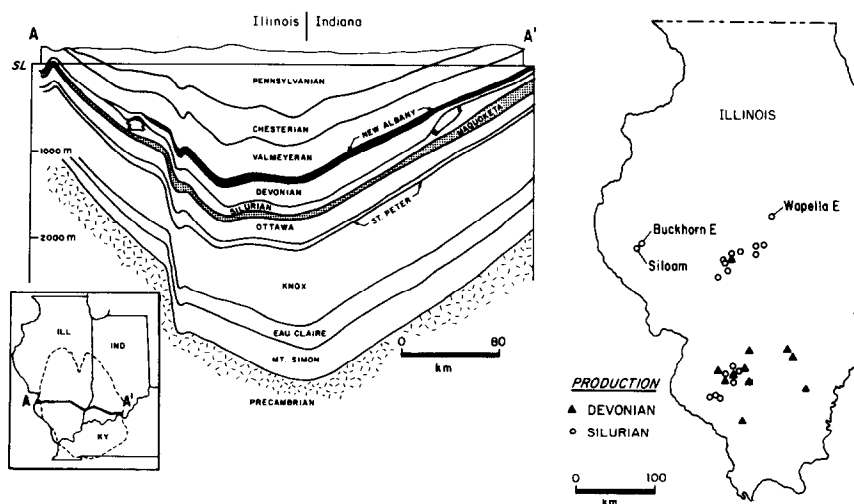 Illinois | Indiana
A
A'
SL
PENNSYLVANIAN
CHESTERIAN
NEW ALBANY
MAQUOKETA
VALMEYERAN
1000 m
DEVONIAN
SILURIAN
ST. PETER
OTTAWA
2000 m
KNOX
EAU CLAIRE
MT. SIMON
PRECAMBRIAN
0 80
km
ILL
IND
A
A'
KY
ILLINOIS
Wapella E
Buckhorn E
Siloam
PRODUCTION
▲ DEVONIAN
○ SILURIAN
0 100
km